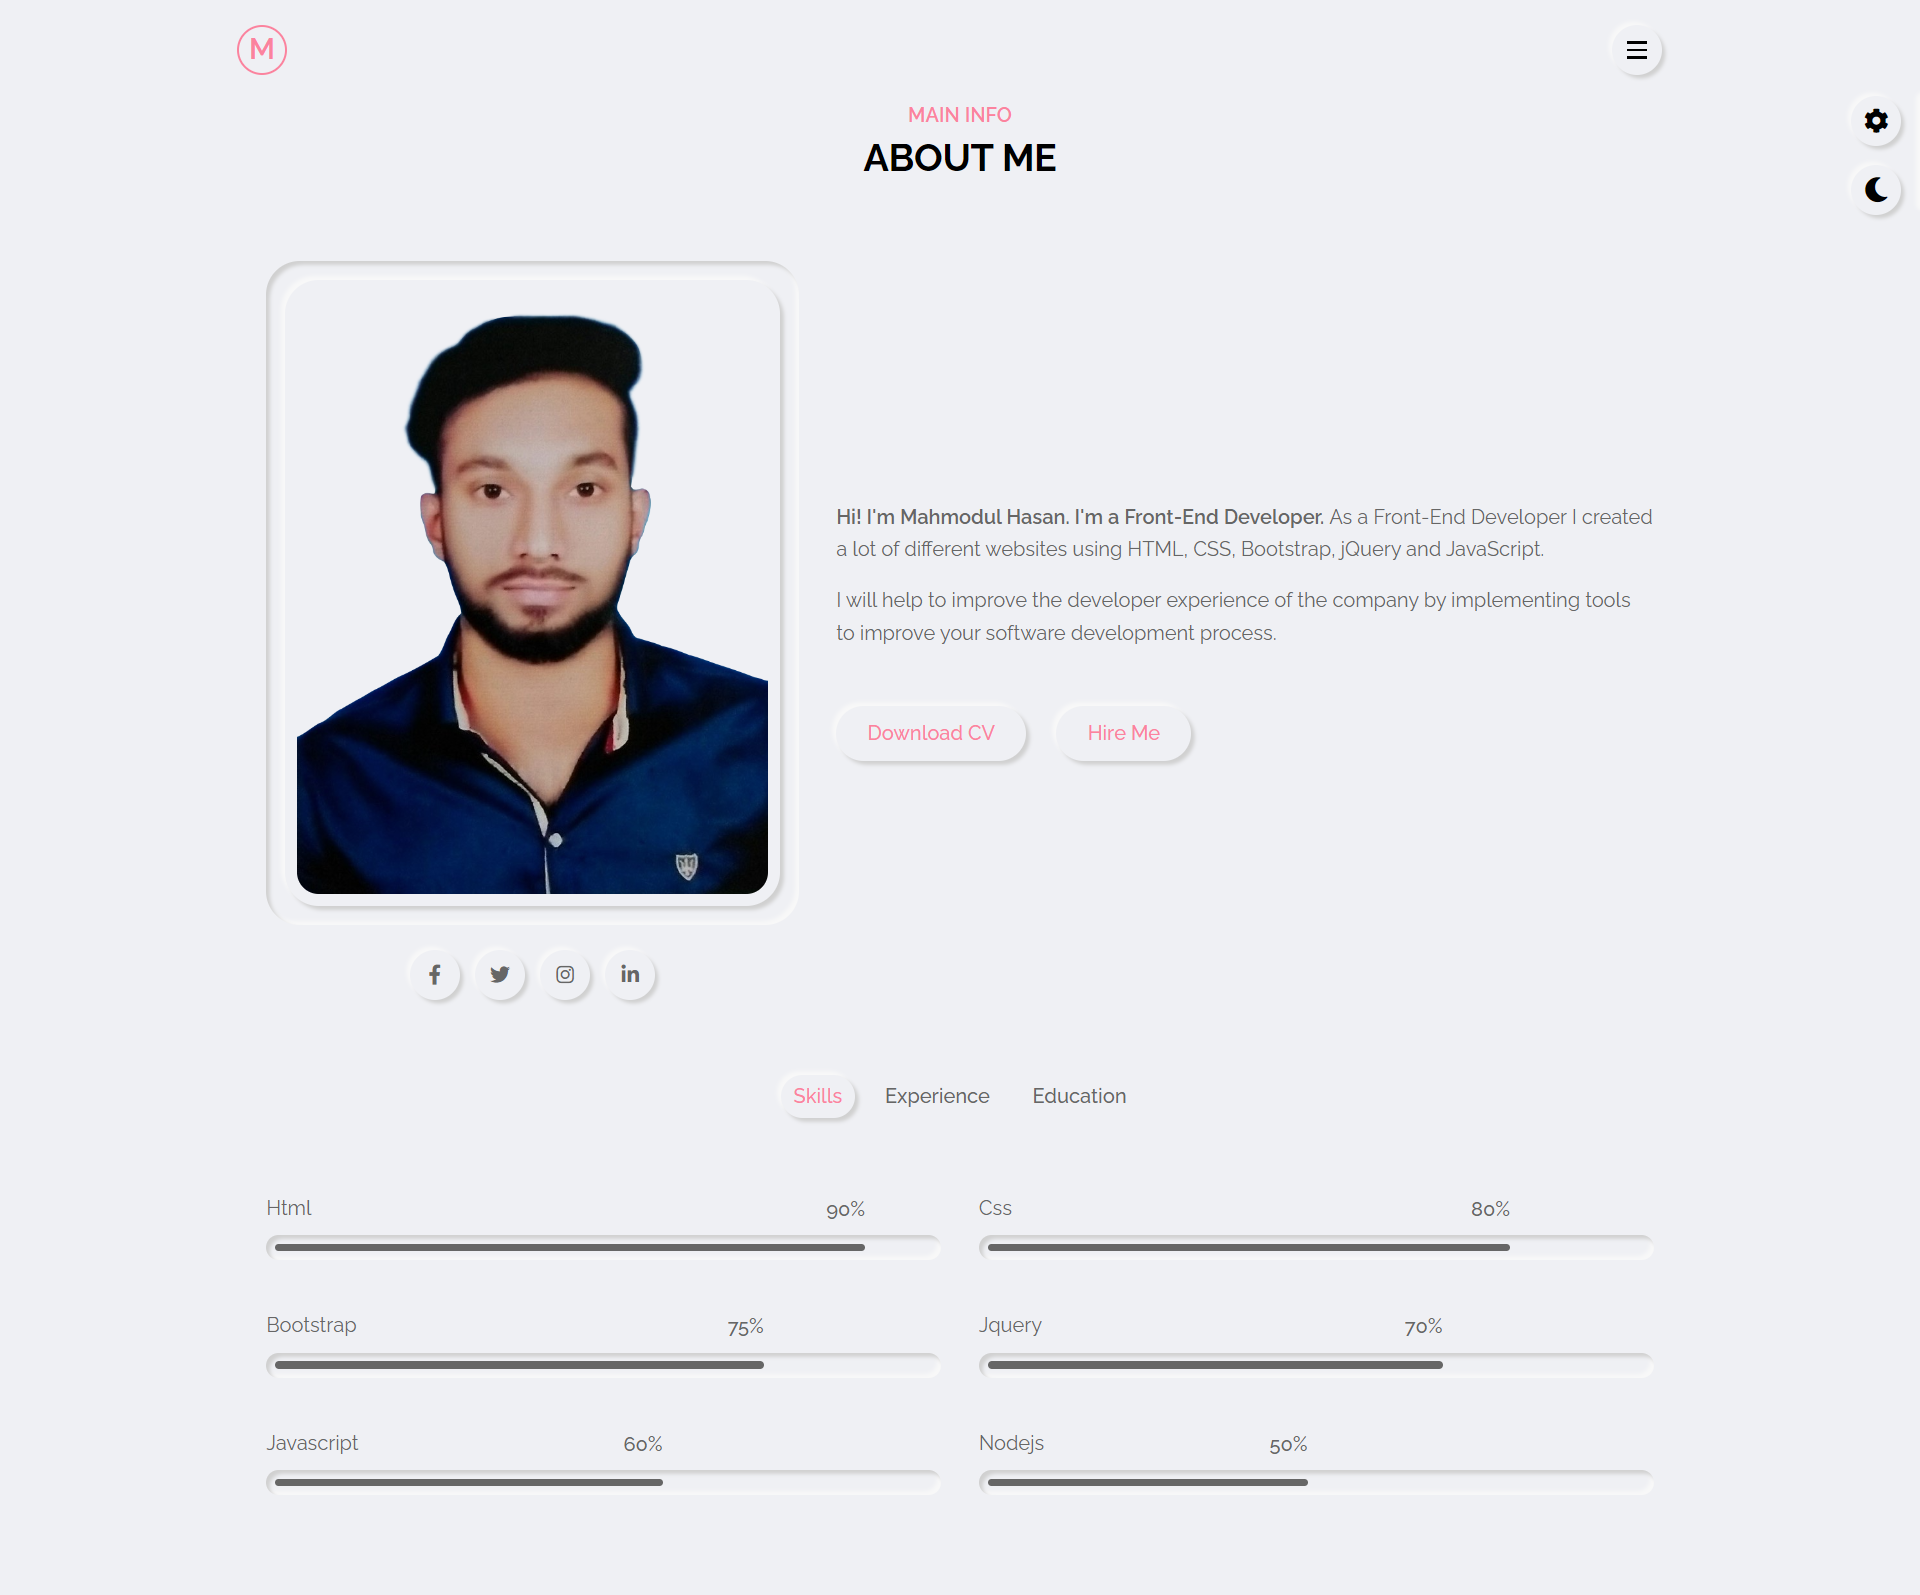 M
MAIN INFO
ABOUT ME
Hi! I'm Mahmodul Hasan. I'm a Front-End Developer. As a Front-End Developer I created
a lot of different websites using HTML, CSS, Bootstrap, jQuery and JavaScript.
I will help to improve the developer experience of the company by implementing tools
to improve your software development process.
Download CV Hire Me
Skills Experience Education
Html 90% Css 80%
Bootstrap 75% Jquery 70%
Javascript 60% Nodejs 50%